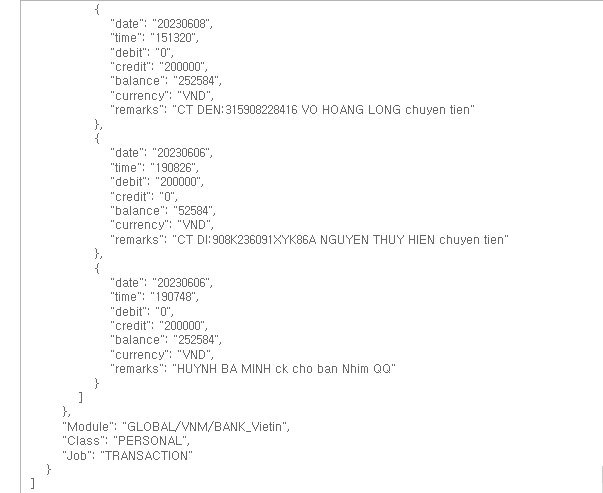 {
"date": "20230608",
"time": "151320",
"debit": "0",
"credit": "200000",
"balance": "252584",
"currency": "VND",
"remarks": "CT DEN:315908228416 VO HOANG LONG chuyen tien"
},
{
"date": "20230606",
"time": "190826",
"debit": "200000",
"credit": "0",
"balance": "52584",
"currency": "VND",
"remarks": "CT DI:908K236091XYK86A NGUYEN THUY HIEN chuyen tien"
},
{
"date": "20230606",
"time": "190748",
"debit": "0",
"credit": "200000",
"balance": "252584",
"currency": "VND",
"remarks": "HUYNH BA MINH ck cho ban Nhim QQ"
}
]
},
"Module": "GLOBAL/VNM/BANK_Vietin",
"Class": "PERSONAL",
"Job": "TRANSACTION"
}
]